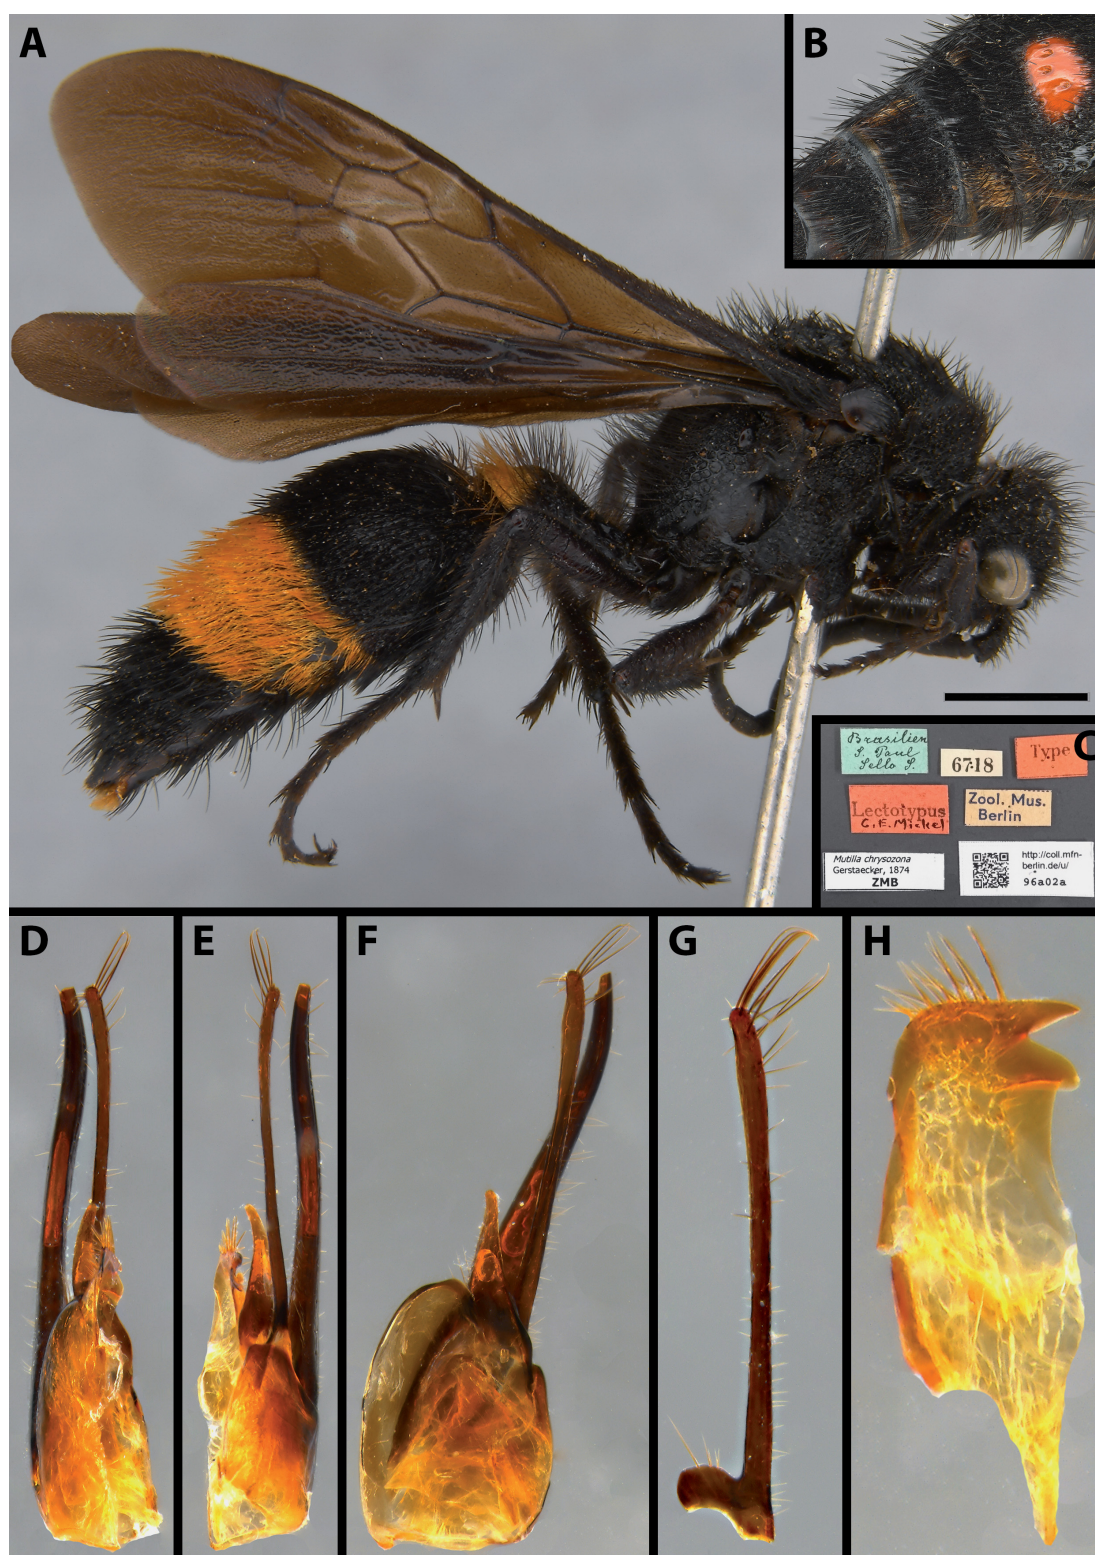 A
B
C
Brasilien
S. Paul
Sello S.
6718
Type
Lectotypus
C.E. Mickel
Zool. Mus.
Berlin
Mutilla chrysozona
Gerstaecker, 1874
ZMB
http://coll.mfn-
berlin.de/u/
96a02a
D
E
F
G
H